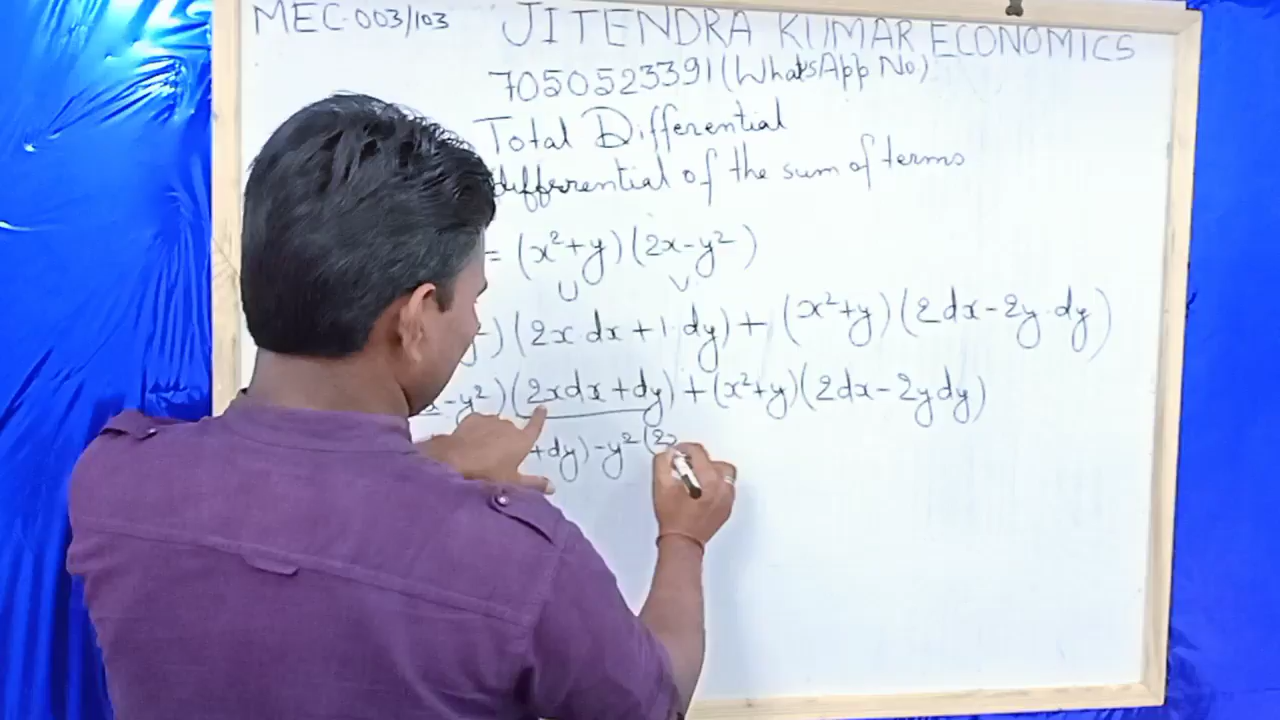 MEC-003/103 JITENDRA KUMAR ECONOMICS
7050523391 (WhatsApp No)
Total Differential
differential of the sum of terms
= (x²+y)(2x-y²)
U V
)(2x dx + 1·dy) + (x²+y)(2dx-2y·dy)
-y²)(2xdx+dy)+(x²+y)(2dx-2ydy)
+dy)-y²(2x